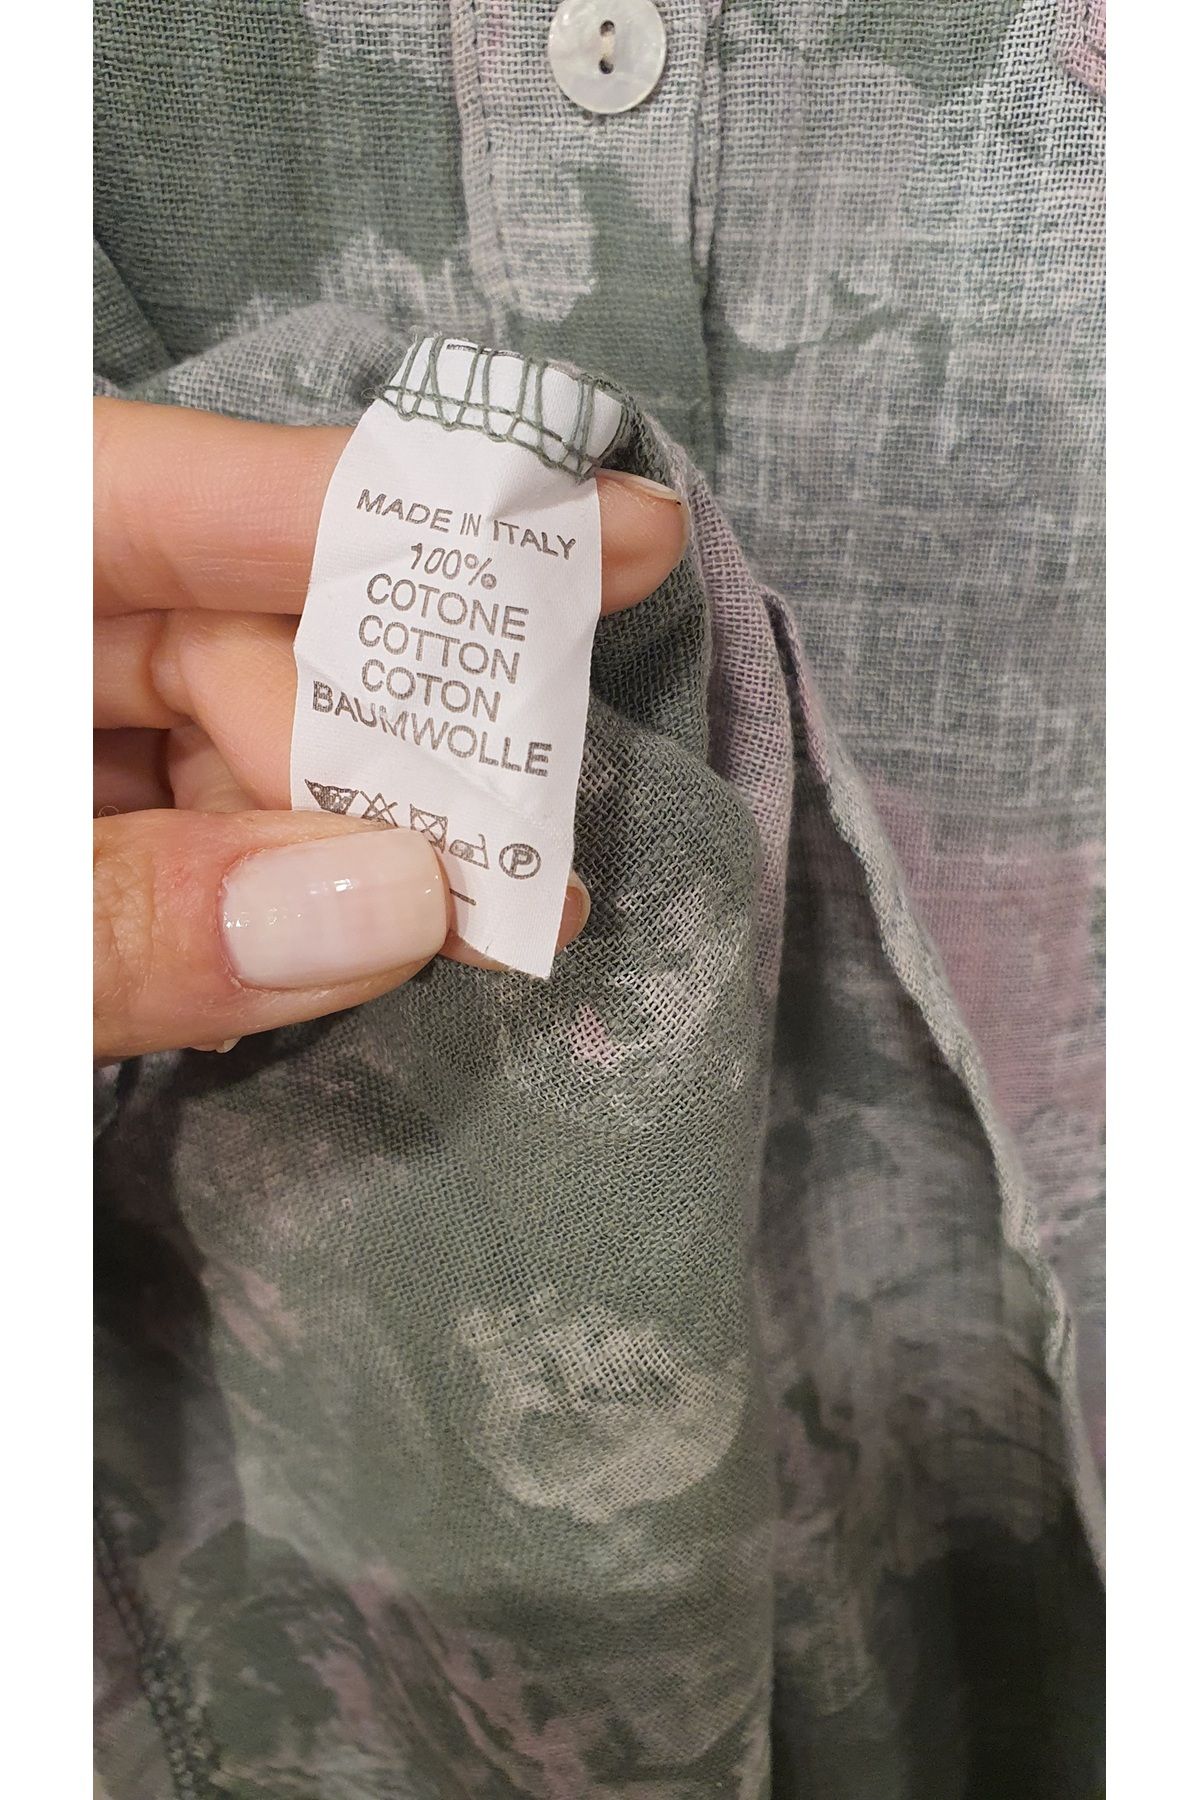 MADE IN ITALY
100%
COTONE
COTTON
COTON
BAUMWOLLE
P